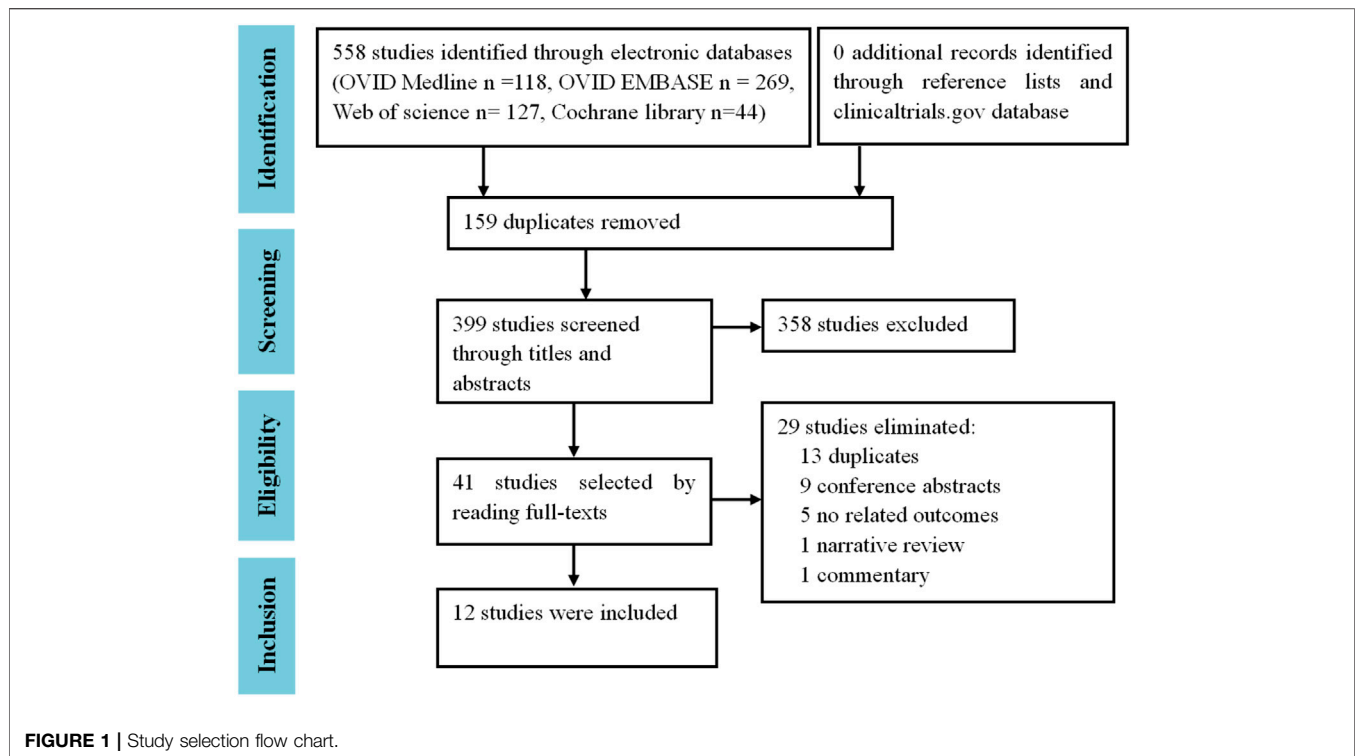 Identification
558 studies identified through electronic databases
(OVID Medline n =118, OVID EMBASE n = 269,
Web of science n= 127, Cochrane library n=44)
0 additional records identified
through reference lists and
clinicaltrials.gov database
159 duplicates removed
Screening
399 studies screened
through titles and
abstracts
358 studies excluded
Eligibility
41 studies selected by
reading full-texts
29 studies eliminated:
13 duplicates
9 conference abstracts
5 no related outcomes
1 narrative review
1 commentary
Inclusion
12 studies were included
FIGURE 1 | Study selection flow chart.